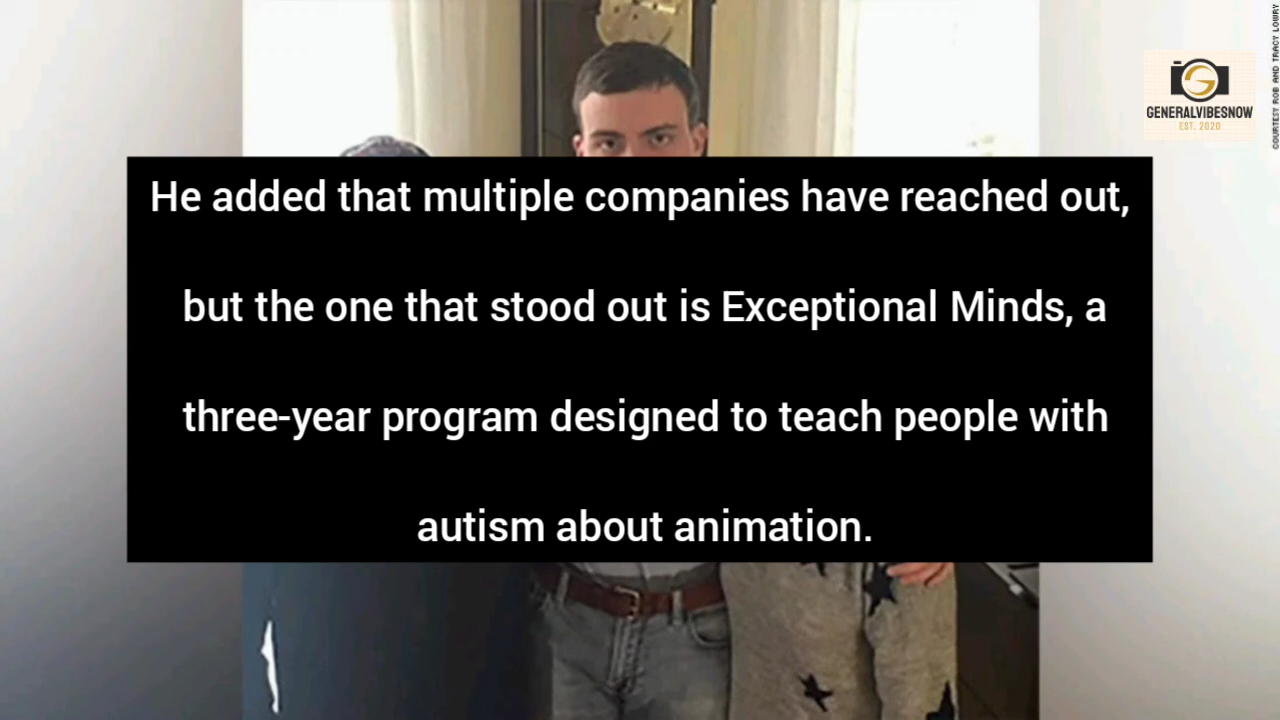 ©COURTESY ROB AND TRACY LOWRY
GENERALVIBESNOW
EST. 2020
He added that multiple companies have reached out,
but the one that stood out is Exceptional Minds, a
three-year program designed to teach people with
autism about animation.